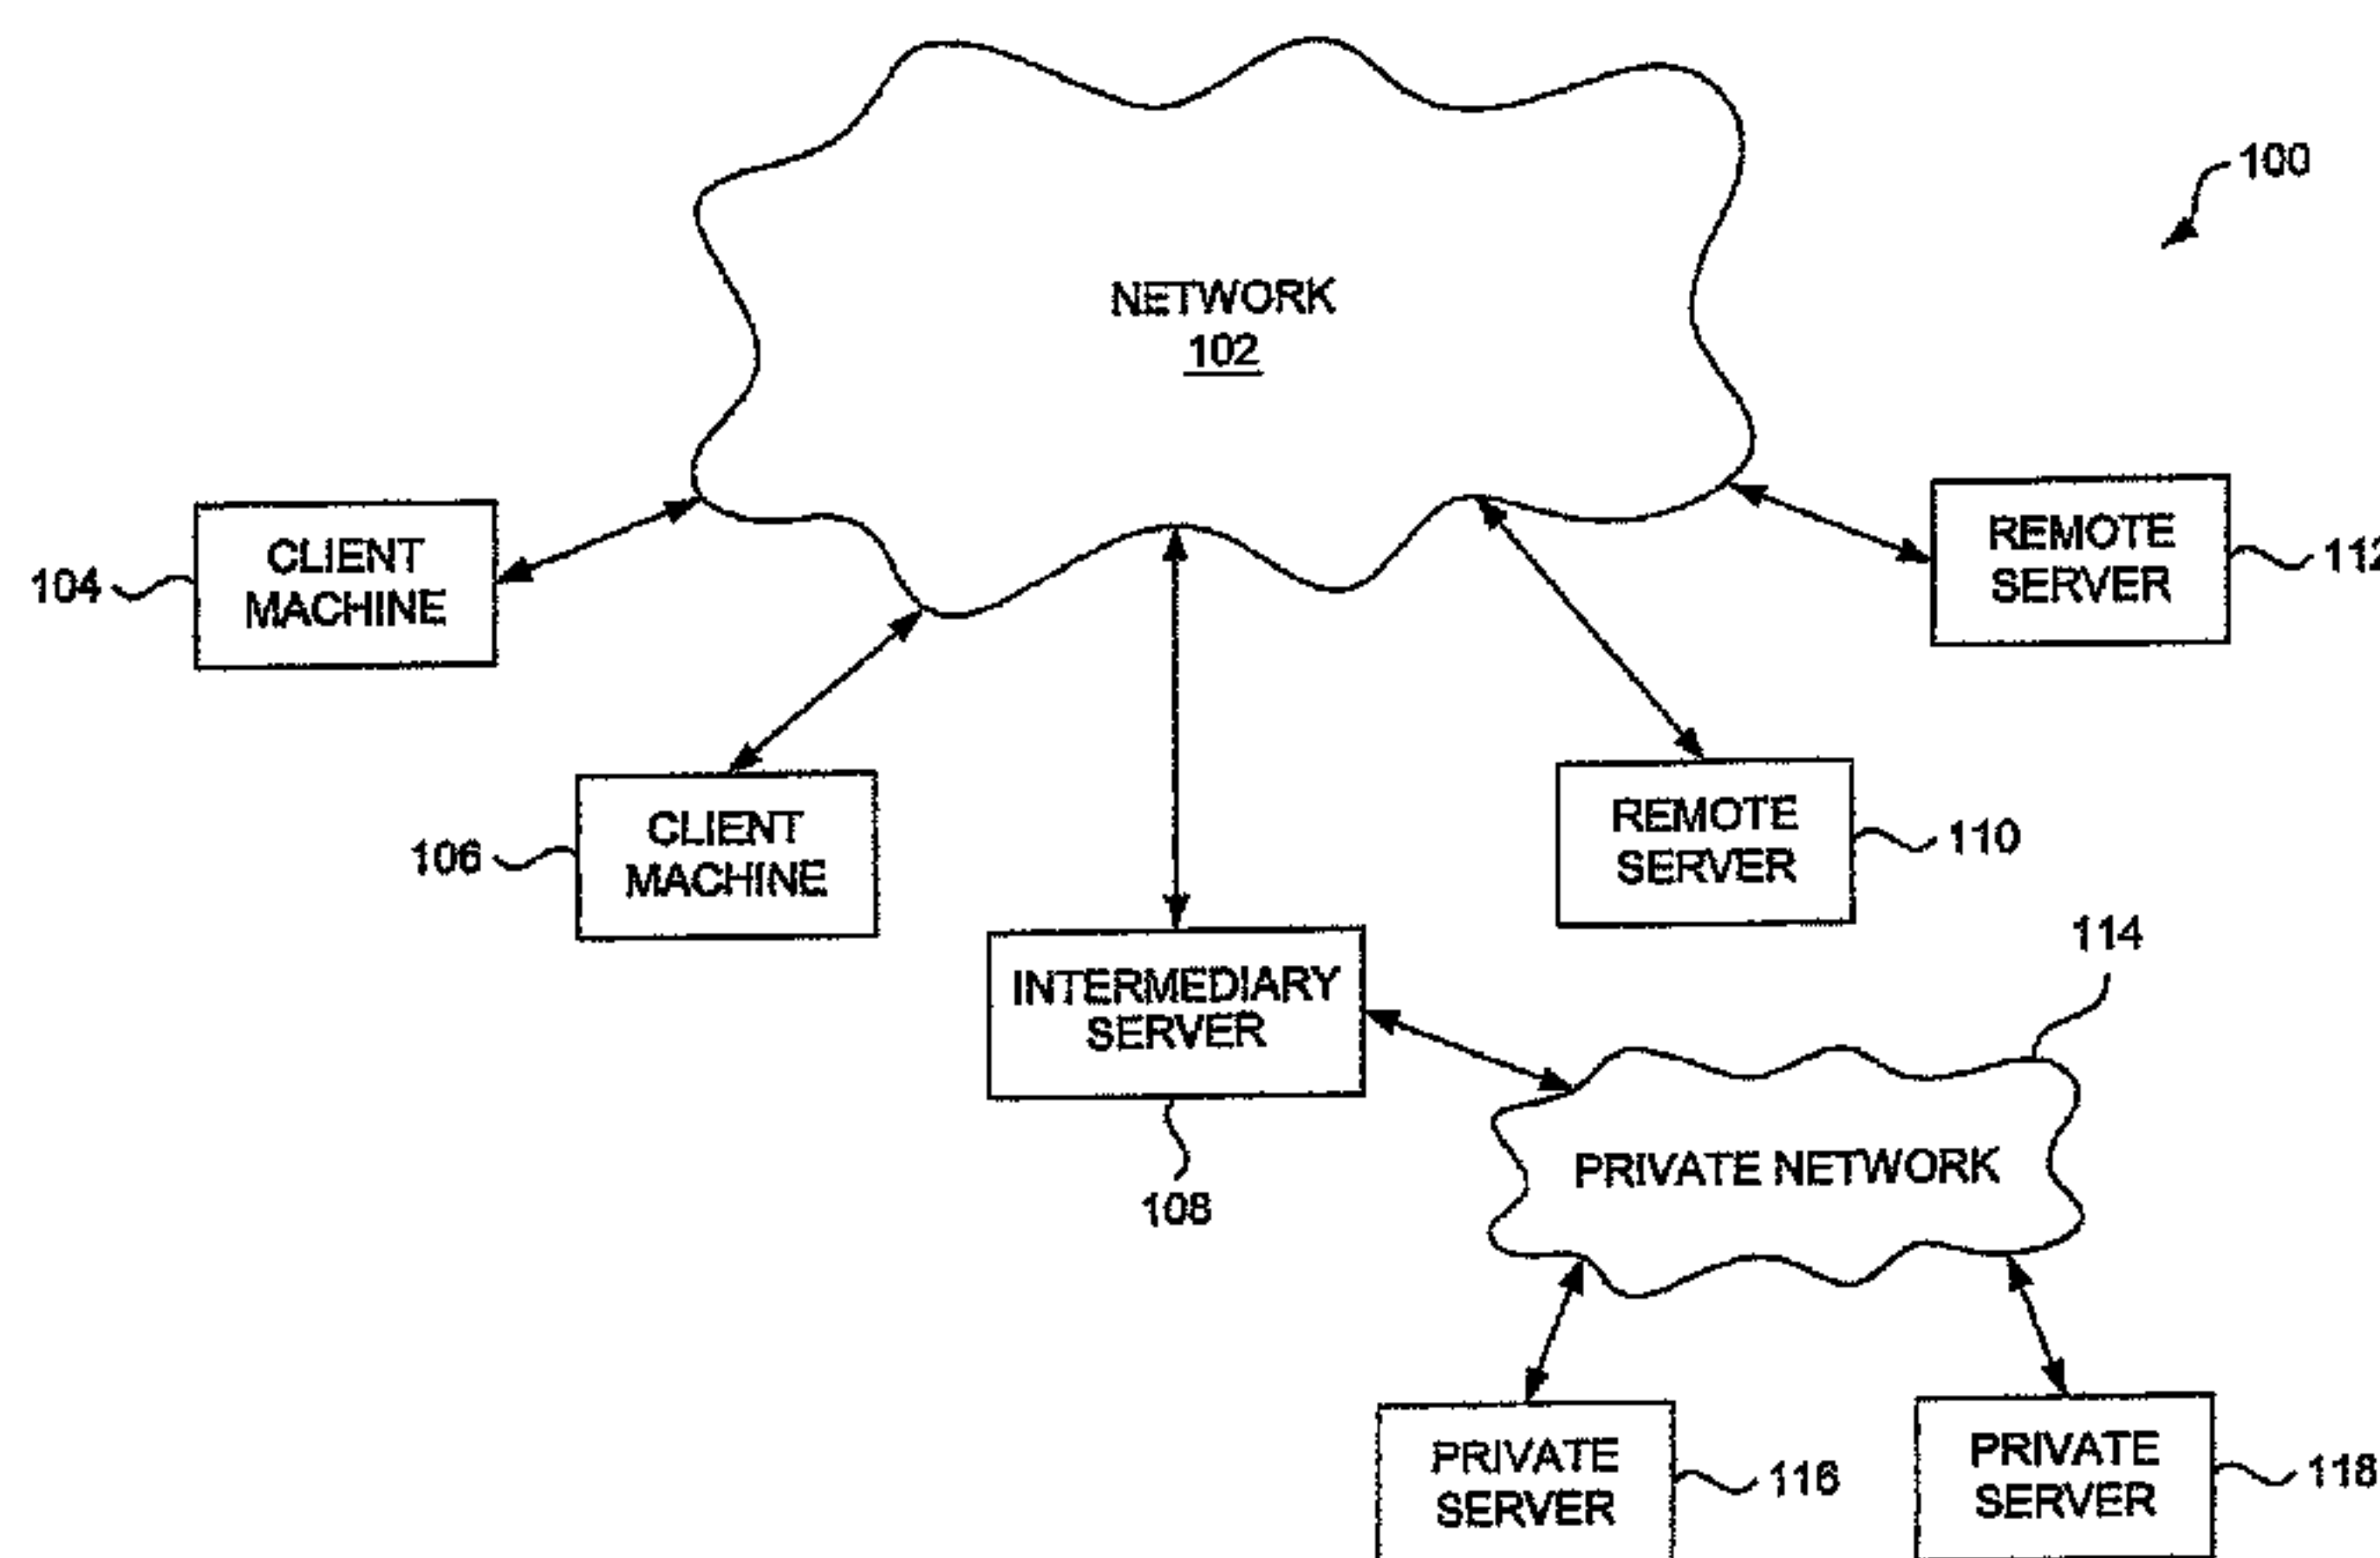 100
NETWORK
102
CLIENT
MACHINE
104
REMOTE
SERVER
112
CLIENT
MACHINE
106
REMOTE
SERVER
110
INTERMEDIARY
SERVER
108
114
PRIVATE NETWORK
PRIVATE
SERVER
116
PRIVATE
SERVER
118